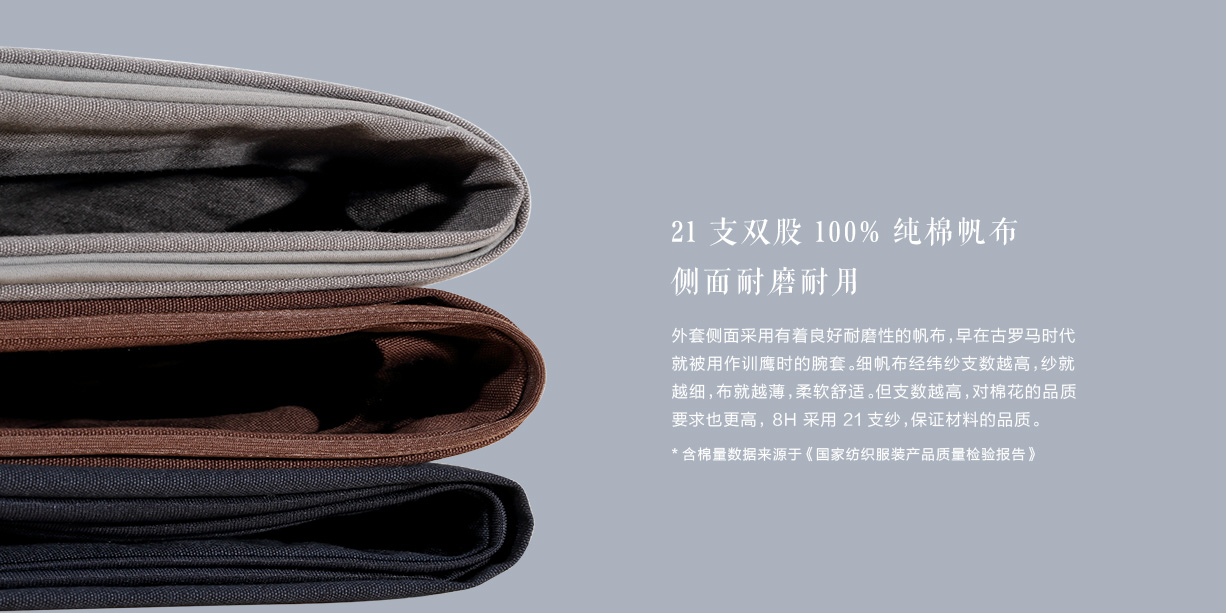 21 支双股 100% 纯棉帆布
侧面耐磨耐用
外套侧面采用有着良好耐磨性的帆布,早在古罗马时代
就被用作训鹰时的腕套。细帆布经纬纱支数越高,纱就
越细,布就越薄,柔软舒适。但支数越高,对棉花的品质
要求也更高, 8H 采用 21 支纱,保证材料的品质。
* 含棉量数据来源于《国家纺织服装产品质量检验报告》